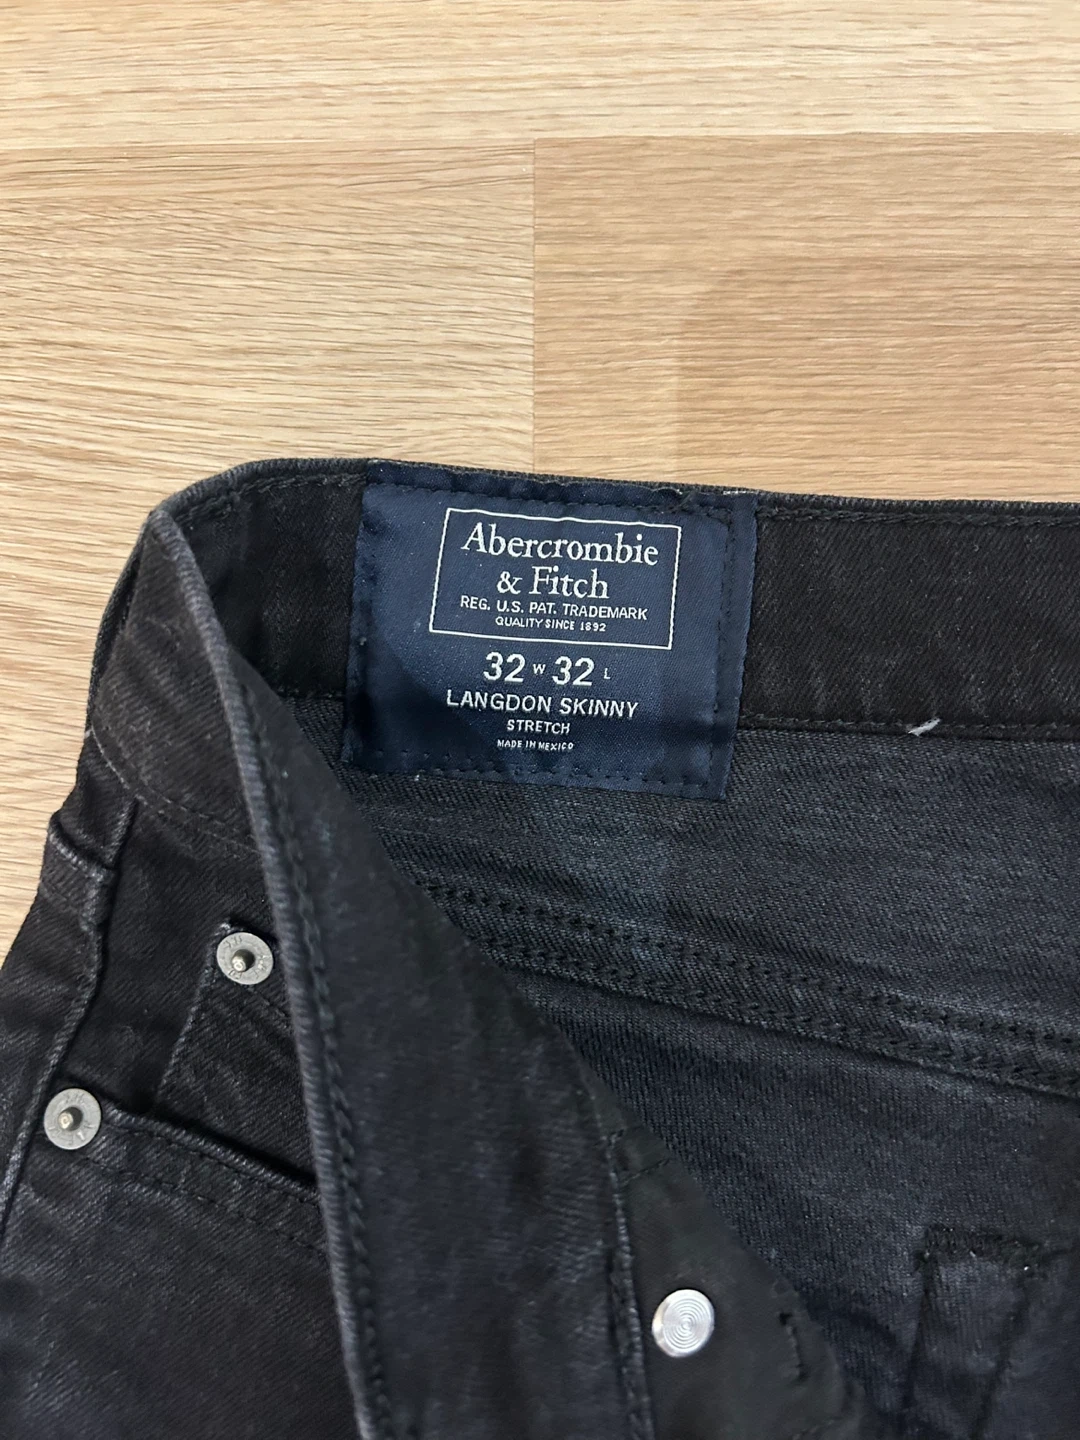 Abercrombie
& Fitch
REG. U.S. PAT. TRADEMARK
QUALITY SINCE 1892
32 W 32 L
LANGDON SKINNY
STRETCH
MADE IN MEXICO